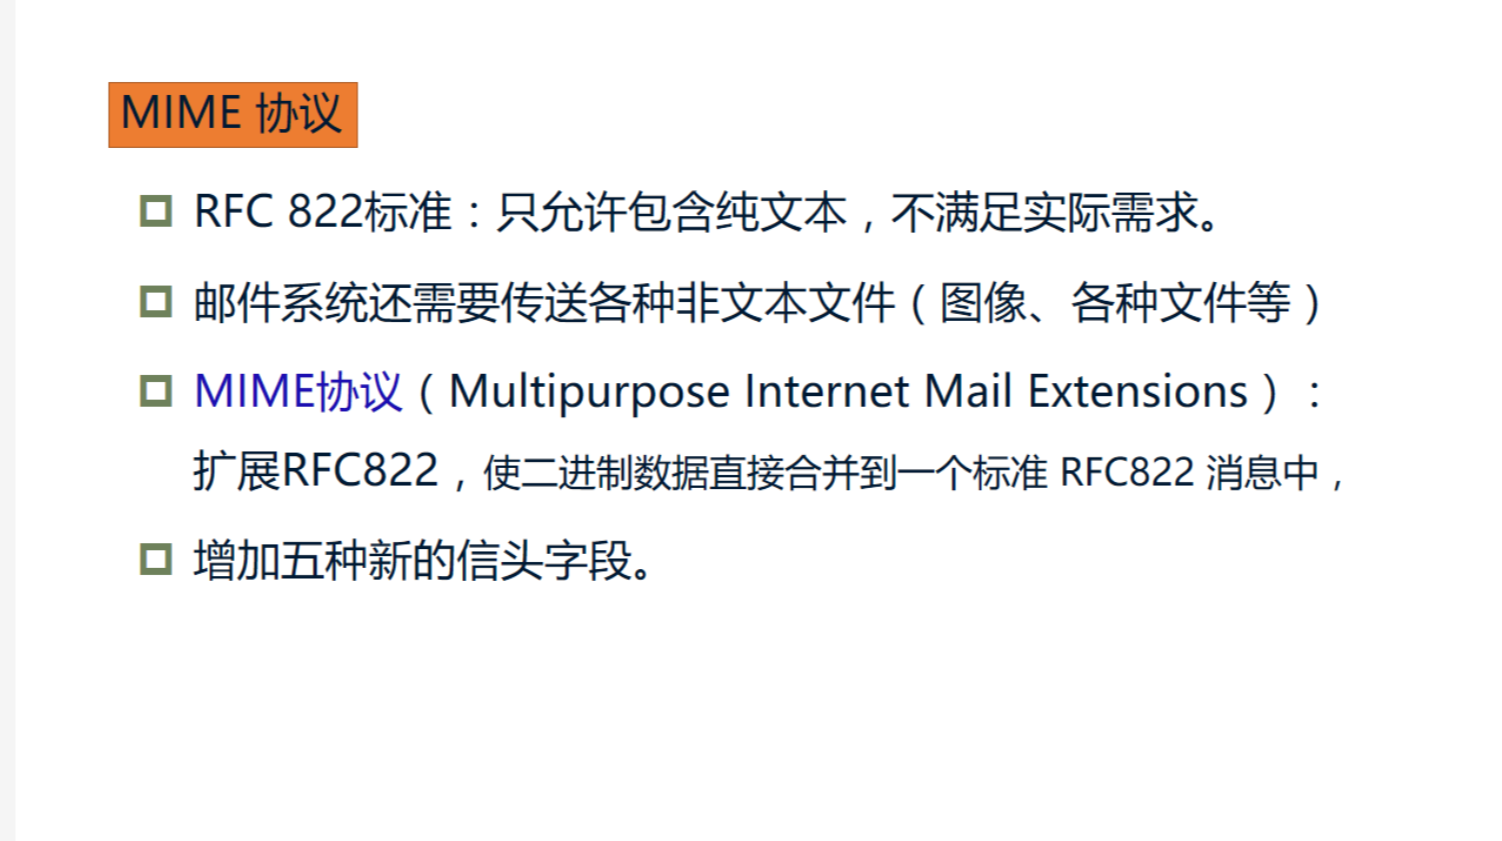 MIME 协议
RFC 822标准：只允许包含纯文本，不满足实际需求。
邮件系统还需要传送各种非文本文件（图像、各种文件等）
MIME协议（Multipurpose Internet Mail Extensions）：
扩展RFC822，使二进制数据直接合并到一个标准 RFC822 消息中，
增加五种新的信头字段。